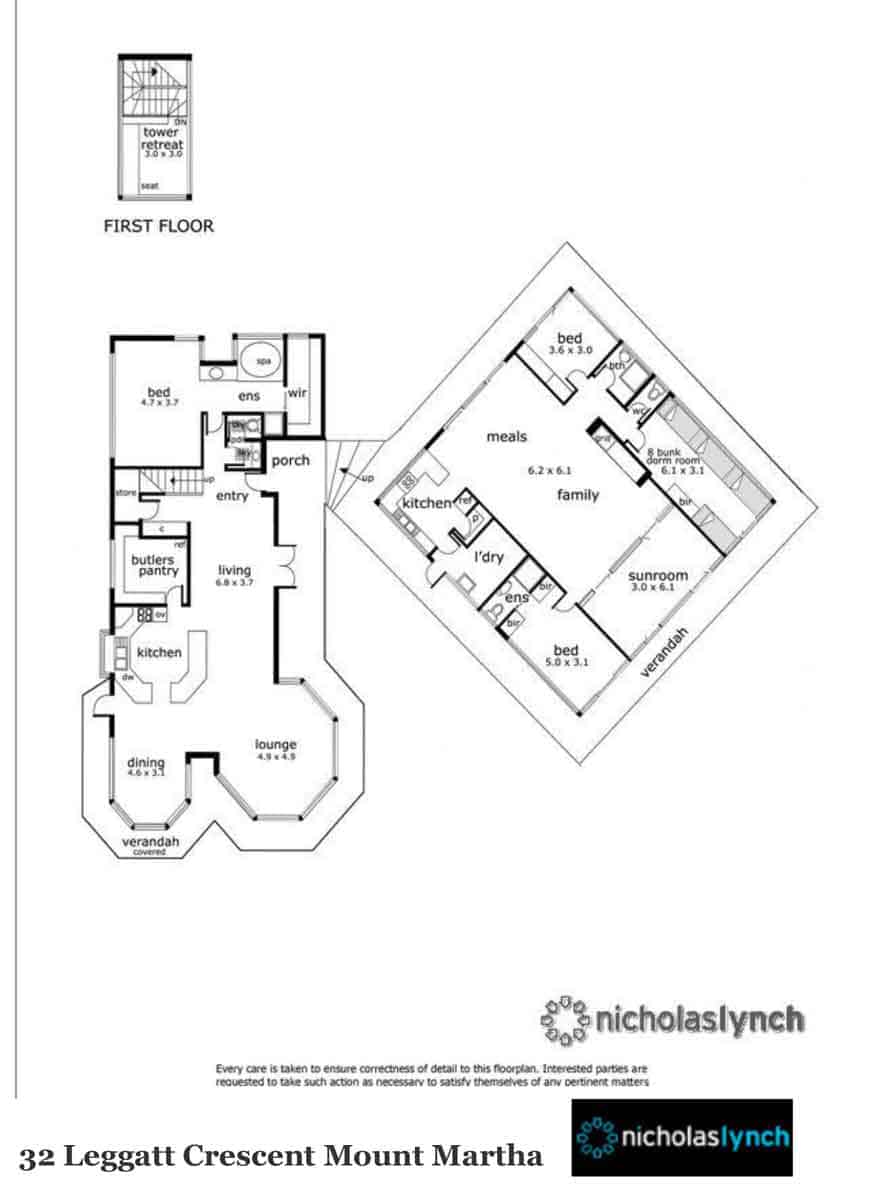 DN
tower
retreat
3.0 x 3.0
seat
FIRST FLOOR
bed
4.7 x 3.7
spa
ens
wir
porch
up
entry
store
up
c
ref
butlers
pantry
living
6.8 x 3.7
ov
kitchen
dw
lounge
4.9 x 4.9
dining
verandah
covered
bed
3.6 x 3.0
bth
wc
meals
8 bunk
dorm room
6.1 x 3.1
6.2 x 6.1
family
bir
kitchen
ref
p
l'dry
sunroom
3.0 x 6.1
ens
bir
bir
bed
5.0 x 3.1
verandah
nicholaslynch
Every care is taken to ensure correctness of detail to this floorplan. Interested parties are
requested to take such action as necessary to satisfy themselves of any pertinent matters
nicholaslynch
32 Leggatt Crescent Mount Martha